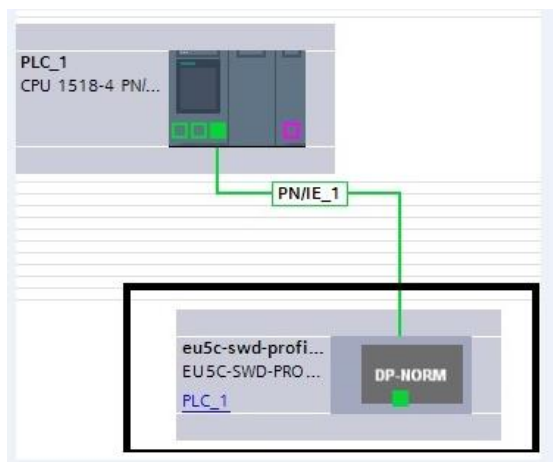 PLC_1
CPU 1518-4 PN/...
PN/IE_1
eu5c-swd-profi...
EU5C-SWD-PRO...
DP-NORM
PLC_1